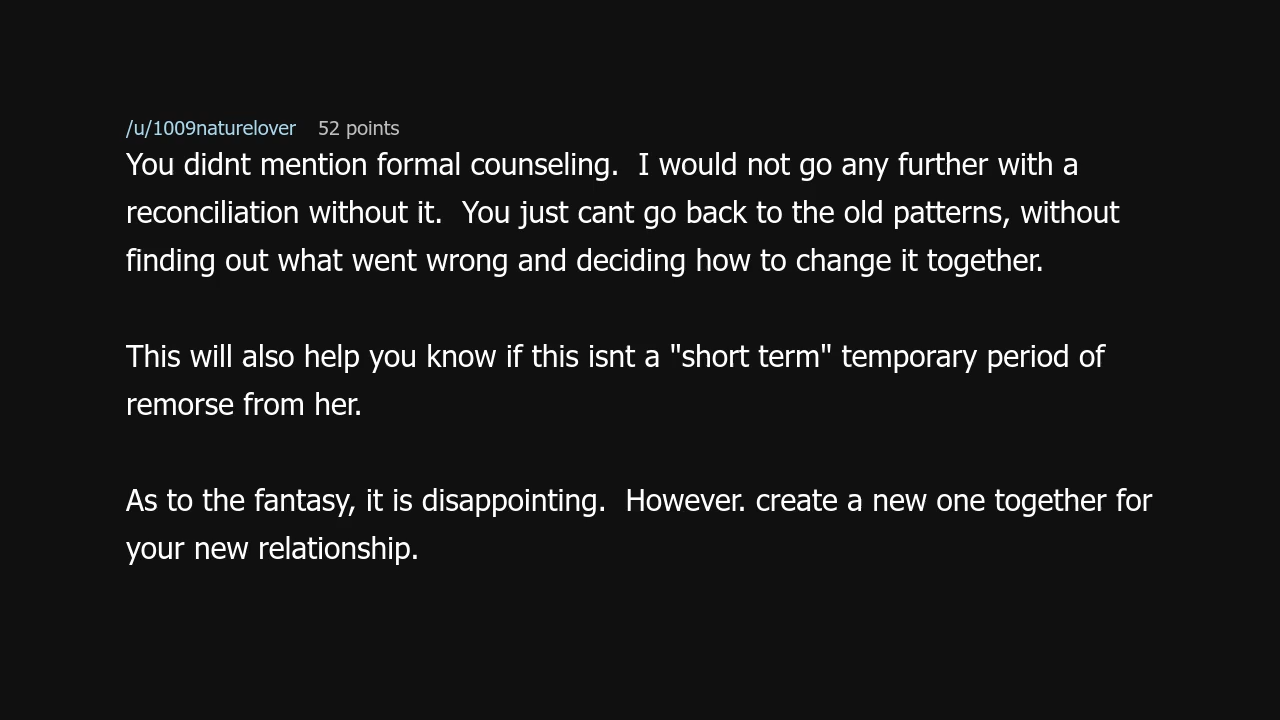 /u/1009naturelover 52 points
You didnt mention formal counseling.  I would not go any further with a
reconciliation without it.  You just cant go back to the old patterns, without
finding out what went wrong and deciding how to change it together.
This will also help you know if this isnt a "short term" temporary period of
remorse from her.
As to the fantasy, it is disappointing.  However. create a new one together for
your new relationship.